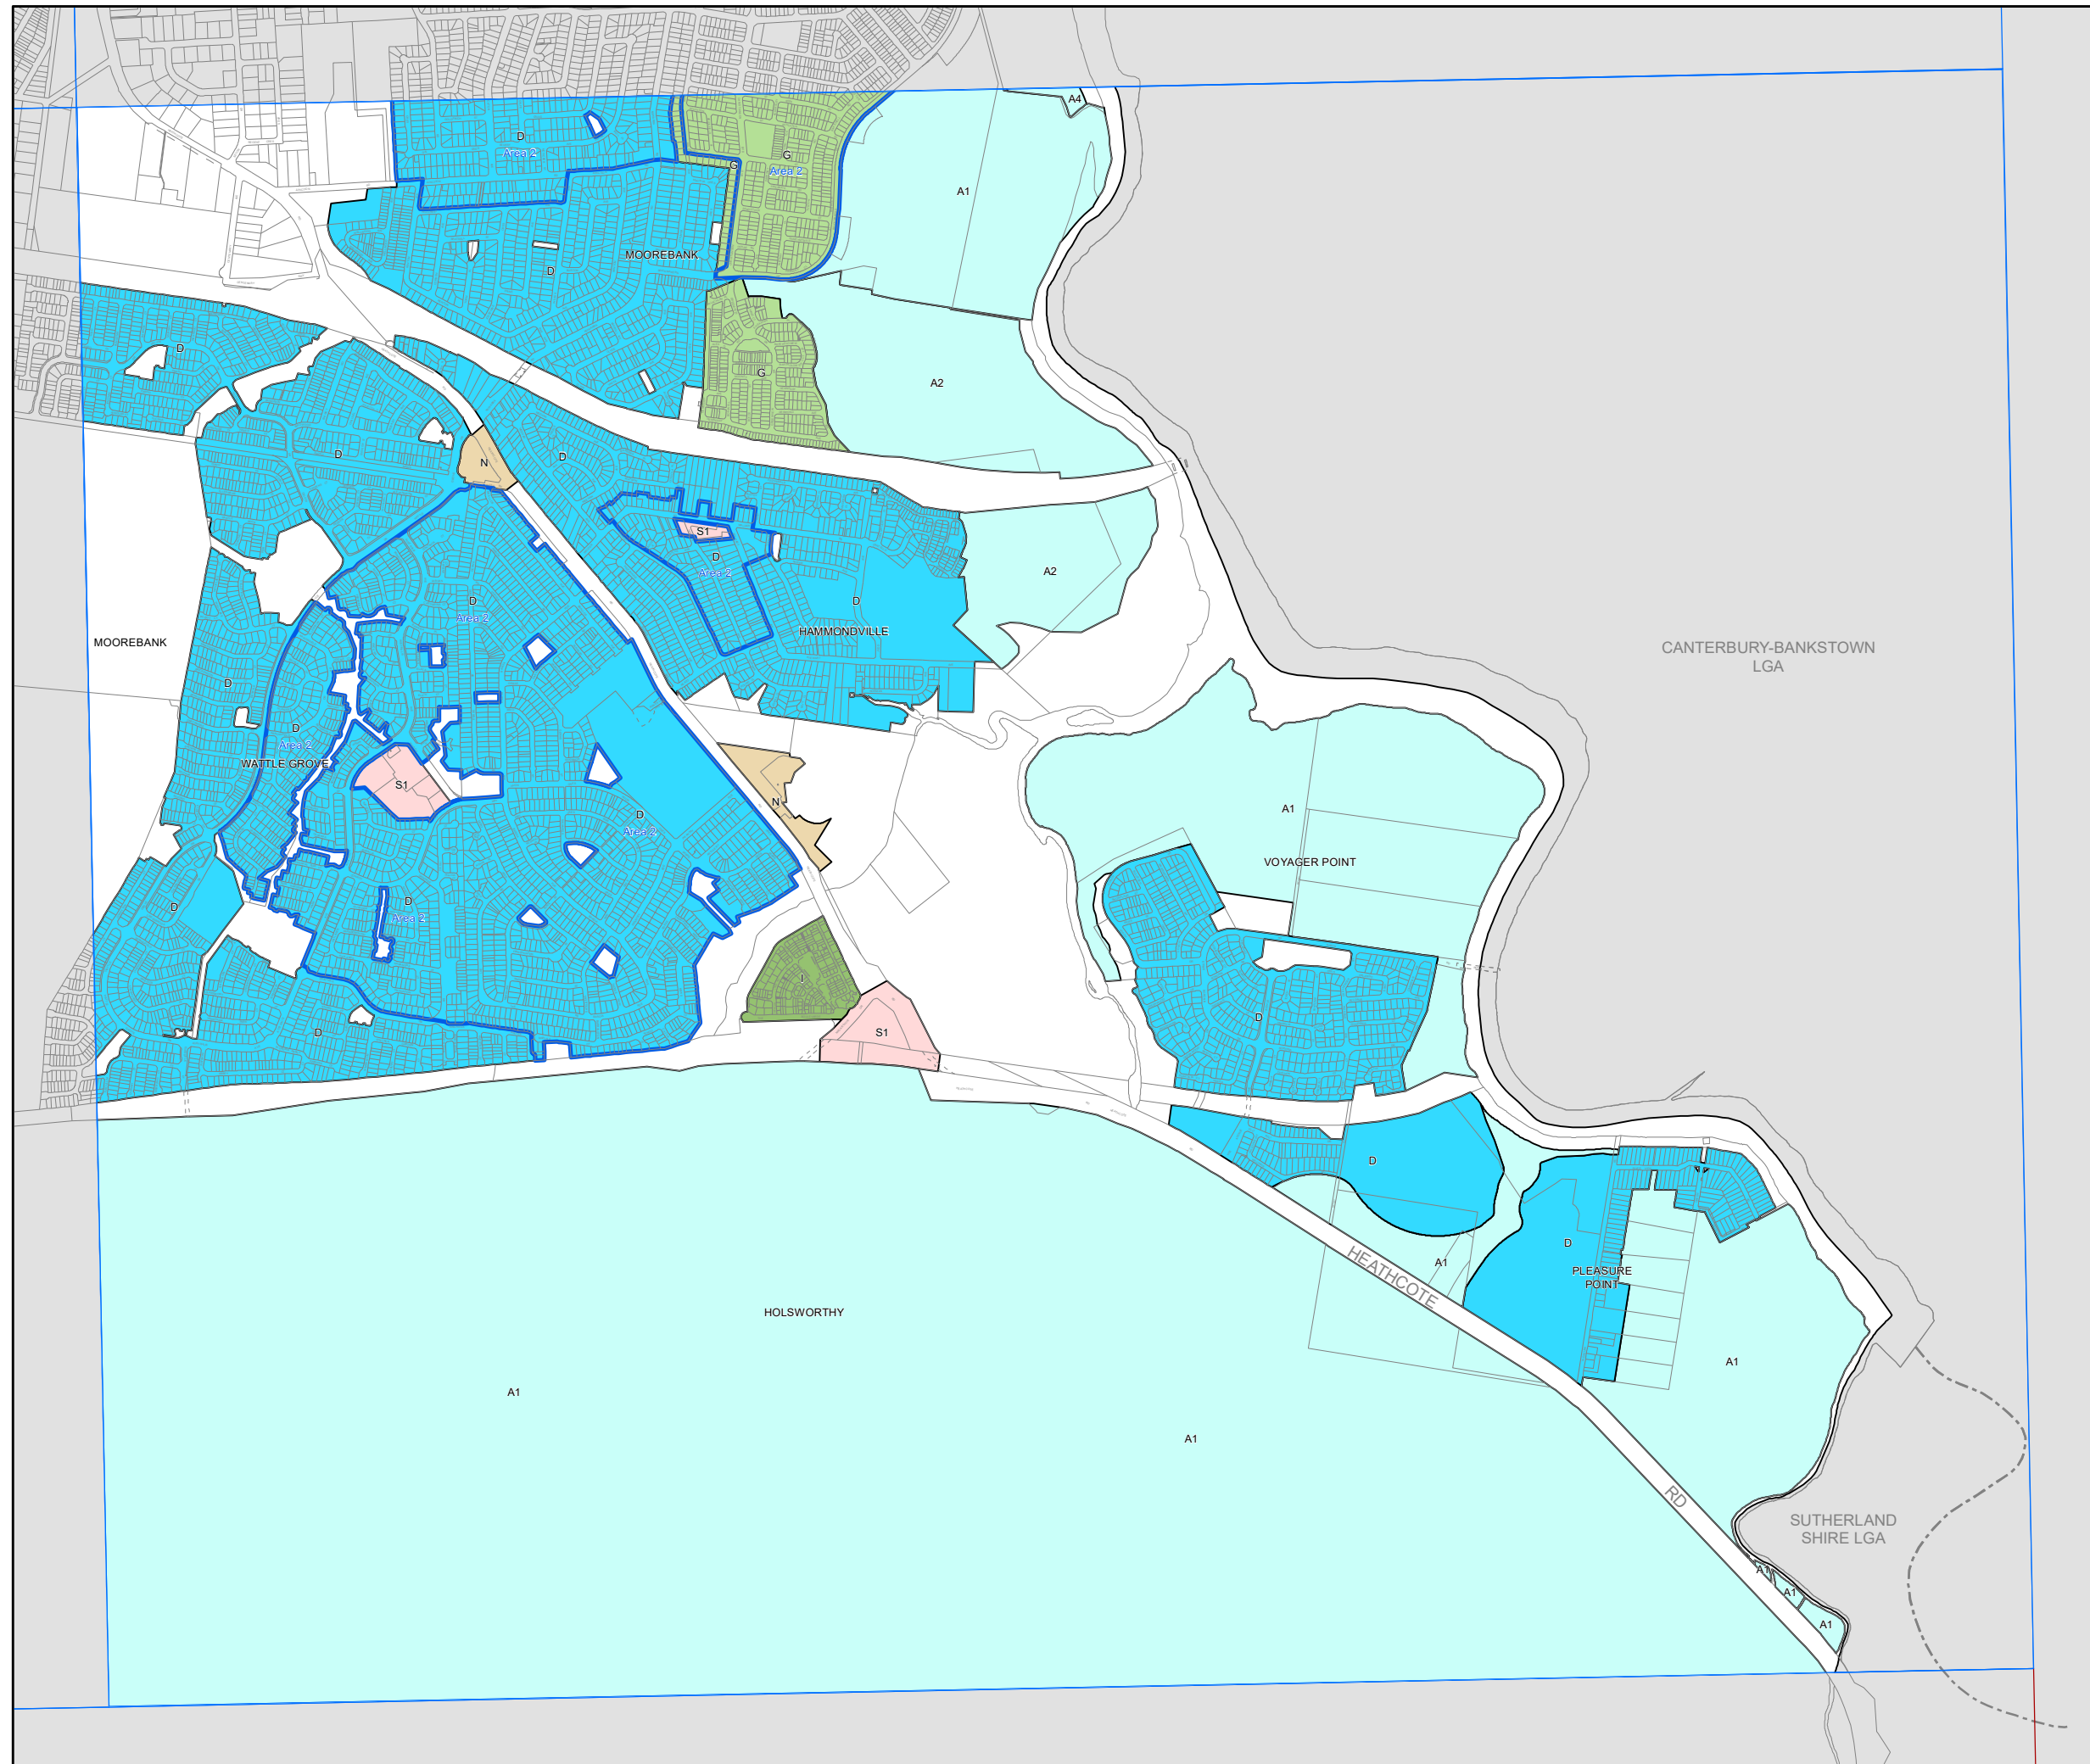 A4
D
Area 2
G
G
Area 2
A1
MOOREBANK
D
D
G
A2
D
N
D
S1
D
Area 2
A2
D
Area 2
D
HAMMONDVILLE
MOOREBANK
CANTERBURY-BANKSTOWN
LGA
D
D
Area 2
WATTLE GROVE
S1
N
A1
D
Area 2
VOYAGER POINT
D
D
Area 2
I
D
S1
D
D
D
PLEASURE
POINT
A1
HEATHCOTE
HOLSWORTHY
A1
A1
A1
RD
SUTHERLAND
SHIRE LGA
A1
A1
A1